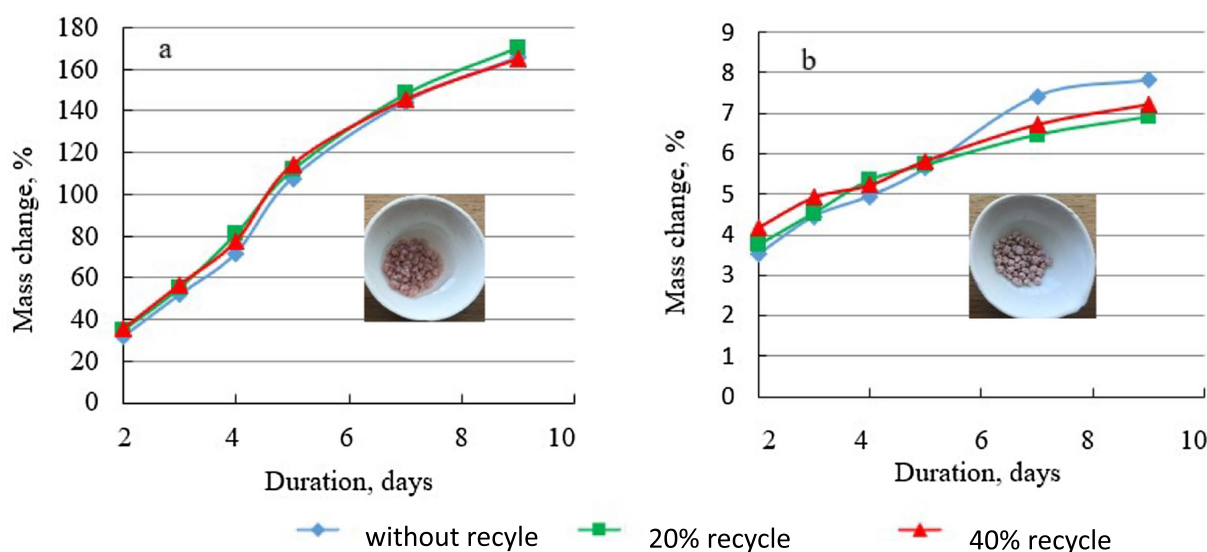 a
180
160
140
120
100
80
60
40
20
0
Mass change, %
2 4 6 8 10
Duration, days
b
9
8
7
6
5
4
3
2
1
0
Mass change, %
2 4 6 8 10
Duration, days
without recyle 20% recycle 40% recycle